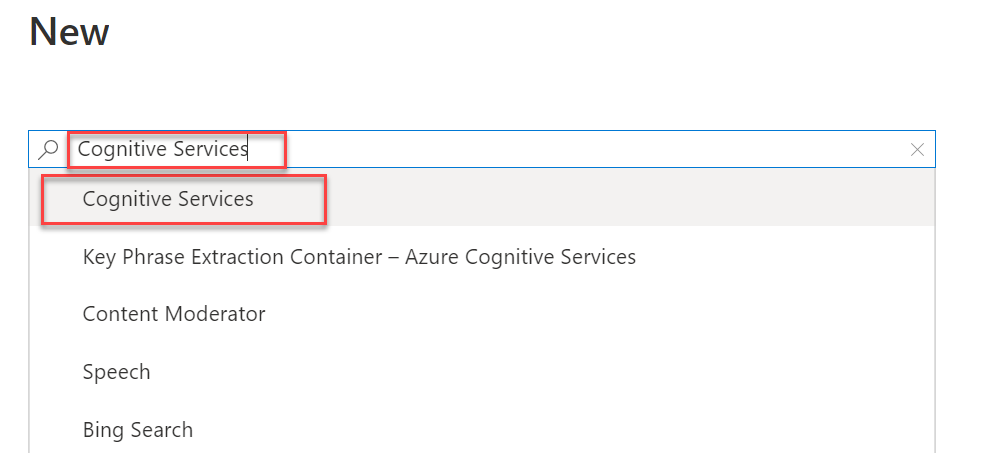 New
Cognitive Services
Cognitive Services
Key Phrase Extraction Container – Azure Cognitive Services
Content Moderator
Speech
Bing Search